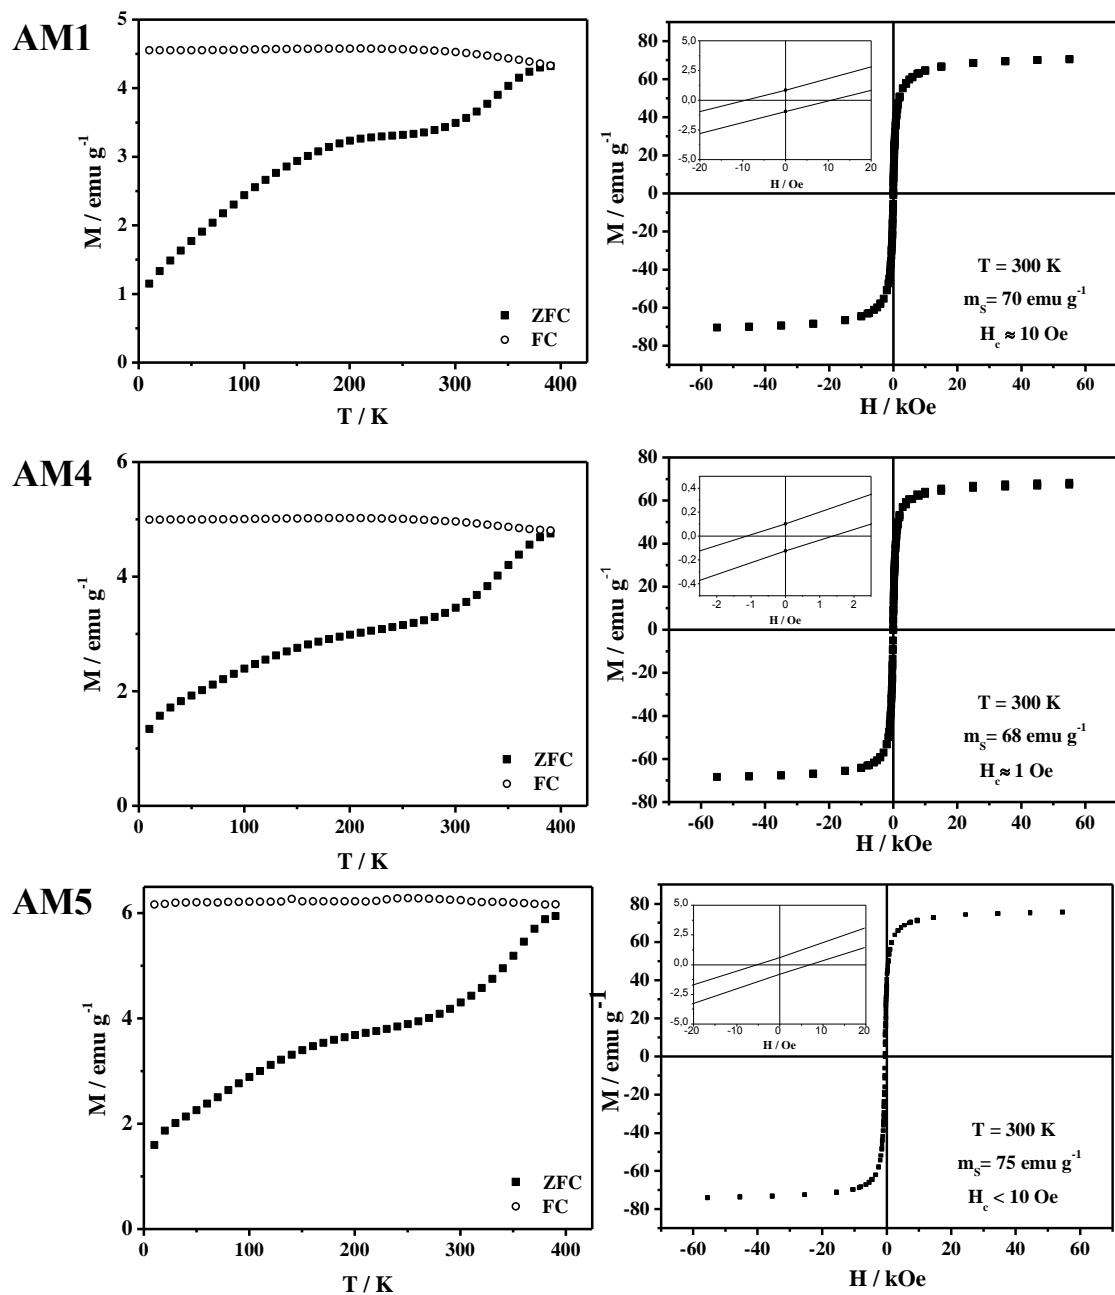 AM1
5
4
3
2
1
0
M / emu g-1
ZFC
FC
0 100 200 300 400
T / K
80
60
40
20
0
-20
-40
-60
-80
M / emu g-1
5,0
2,5
0,0
-2,5
-5,0
-20 -10 0 10 20
H / Oe
T = 300 K
mS= 70 emu g-1
Hc ≈ 10 Oe
-60 -40 -20 0 20 40 60
H / kOe
AM4
6
4
2
0
M / emu g-1
ZFC
FC
0 100 200 300 400
T / K
80
60
40
20
0
-20
-40
-60
-80
M / emu g-1
0,4
0,2
0,0
-0,2
-0,4
-2 -1 0 1 2
H / Oe
T = 300 K
mS= 68 emu g-1
Hc ≈ 1 Oe
-60 -40 -20 0 20 40 60
H / kOe
AM5
6
4
2
0
M / emu g-1
ZFC
FC
0 100 200 300 400
T / K
80
60
40
20
0
-20
-40
-60
-80
M / emu g-1
-1
5,0
2,5
0,0
-2,5
-5,0
-20 -10 0 10 20
H / Oe
T = 300 K
mS= 75 emu g-1
Hc < 10 Oe
-60 -40 -20 0 20 40 60
H / kOe